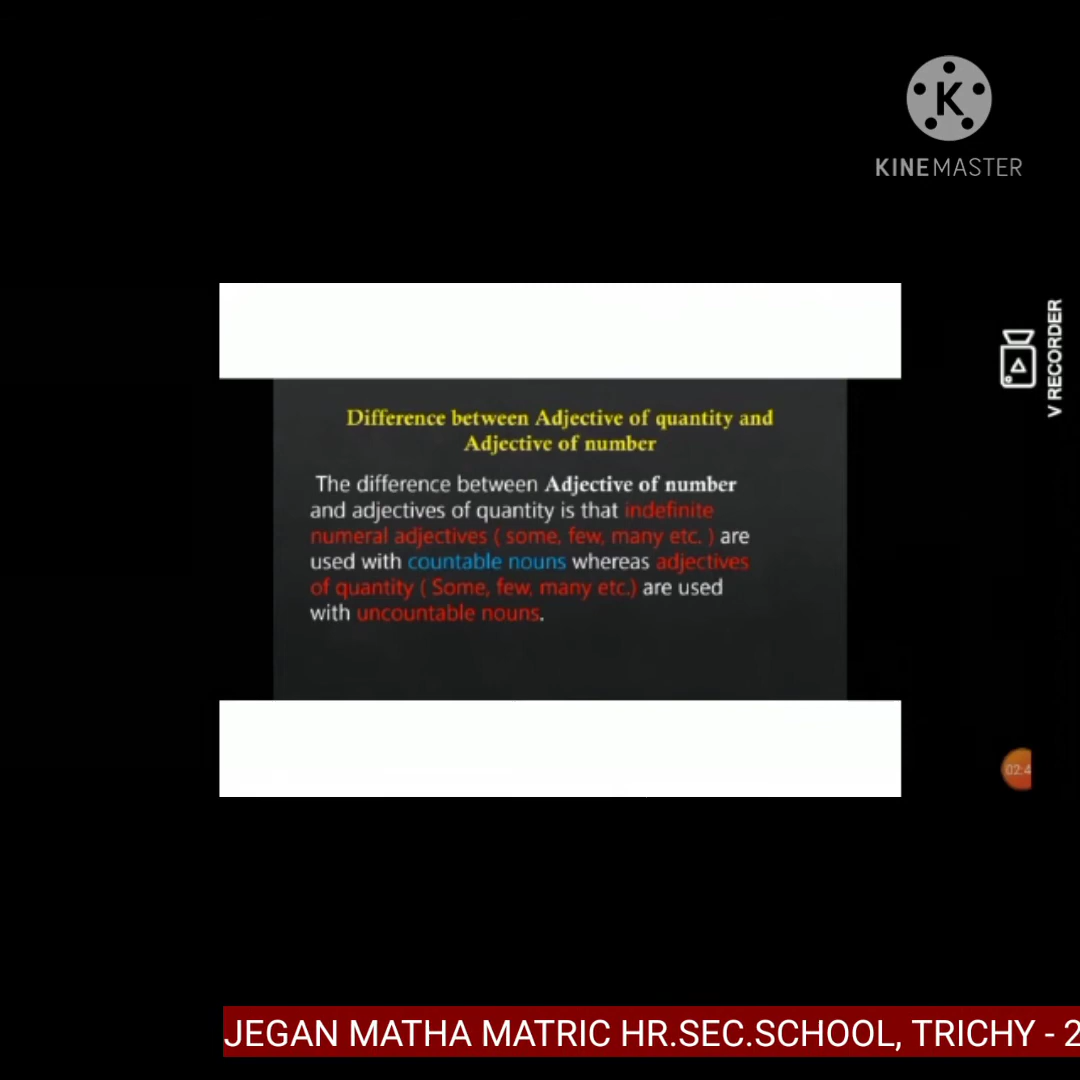 K
KINEMASTER
V RECORDER
Difference between Adjective of quantity and
Adjective of number
The difference between Adjective of number
and adjectives of quantity is that indefinite
numeral adjectives ( some, few, many etc. ) are
used with countable nouns whereas adjectives
of quantity ( Some, few, many etc.) are used
with uncountable nouns.
02:4
JEGAN MATHA MATRIC HR.SEC.SCHOOL, TRICHY - 2